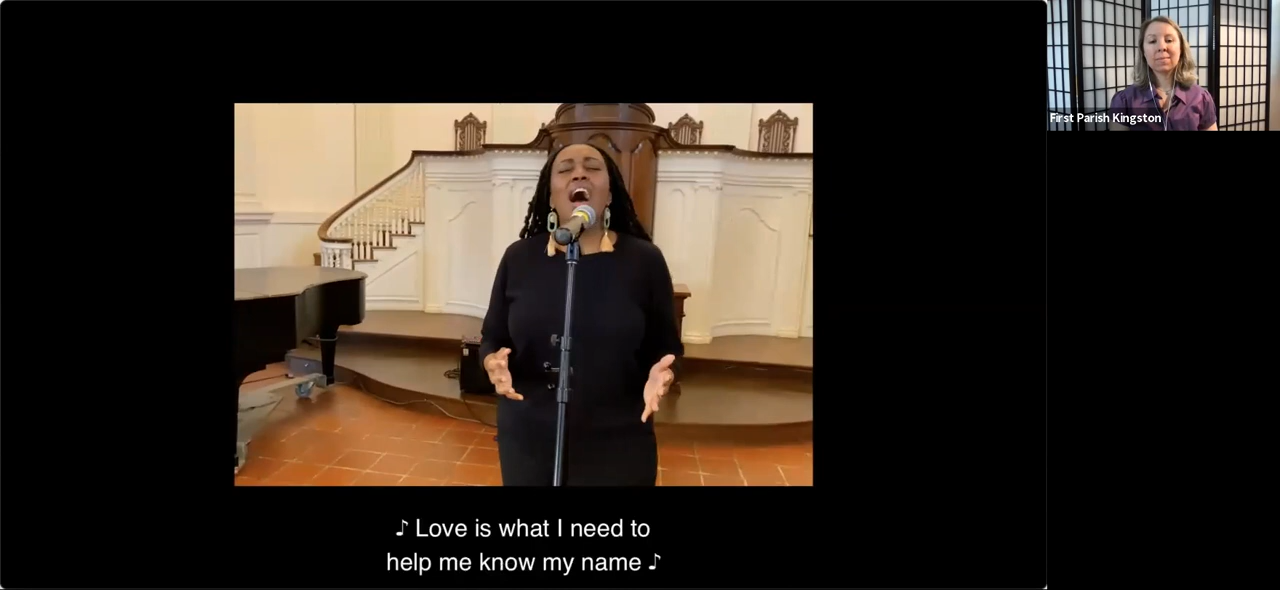 First Parish Kingston
♪ Love is what I need to
help me know my name ♪